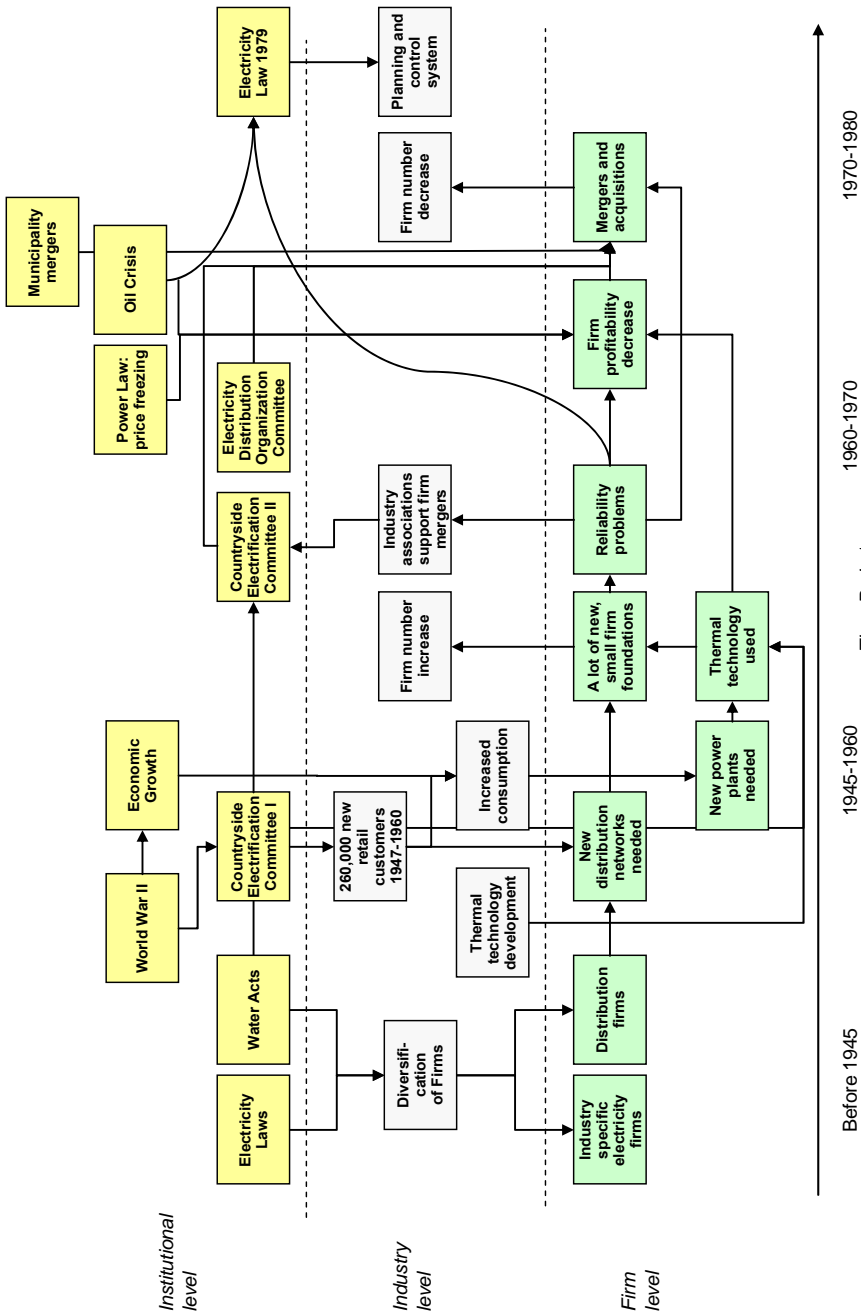 Institutional
level
Industry
level
Firm
level
Electricity
Laws
Water Acts
World War II
Economic
Growth
Countryside
Electrification
Committee I
Countryside
Electrification
Committee II
Electricity
Distribution
Organization
Committee
Power Law:
price freezing
Oil Crisis
Municipality
mergers
Electricity
Law 1979
Diversifi-
cation
of Firms
Thermal
technology
development
260,000 new
retail
customers
1947-1960
Increased
consumption
Firm number
increase
Industry
associations
support firm
mergers
Firm number
decrease
Planning and
control
system
Industry
specific
electricity
firms
Distribution
firms
New
distribution
networks
needed
New power
plants
needed
A lot of new,
small firm
foundations
Thermal
technology
used
Reliability
problems
Firm
profitability
decrease
Mergers and
acquisitions
Before 1945
1945-1960
1960-1970
1970-1980